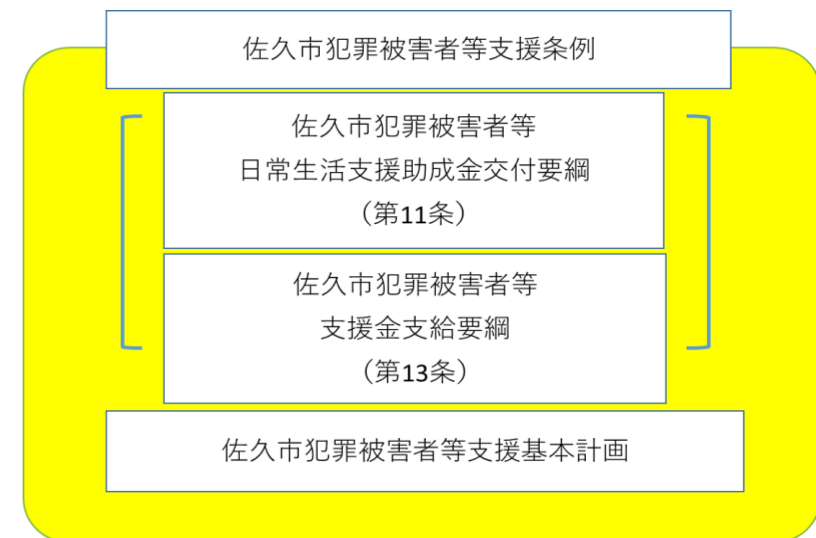 佐久市犯罪被害者等支援条例
佐久市犯罪被害者等
日常生活支援助成金交付要綱
（第11条）
佐久市犯罪被害者等
支援金支給要綱
（第13条）
佐久市犯罪被害者等支援基本計画